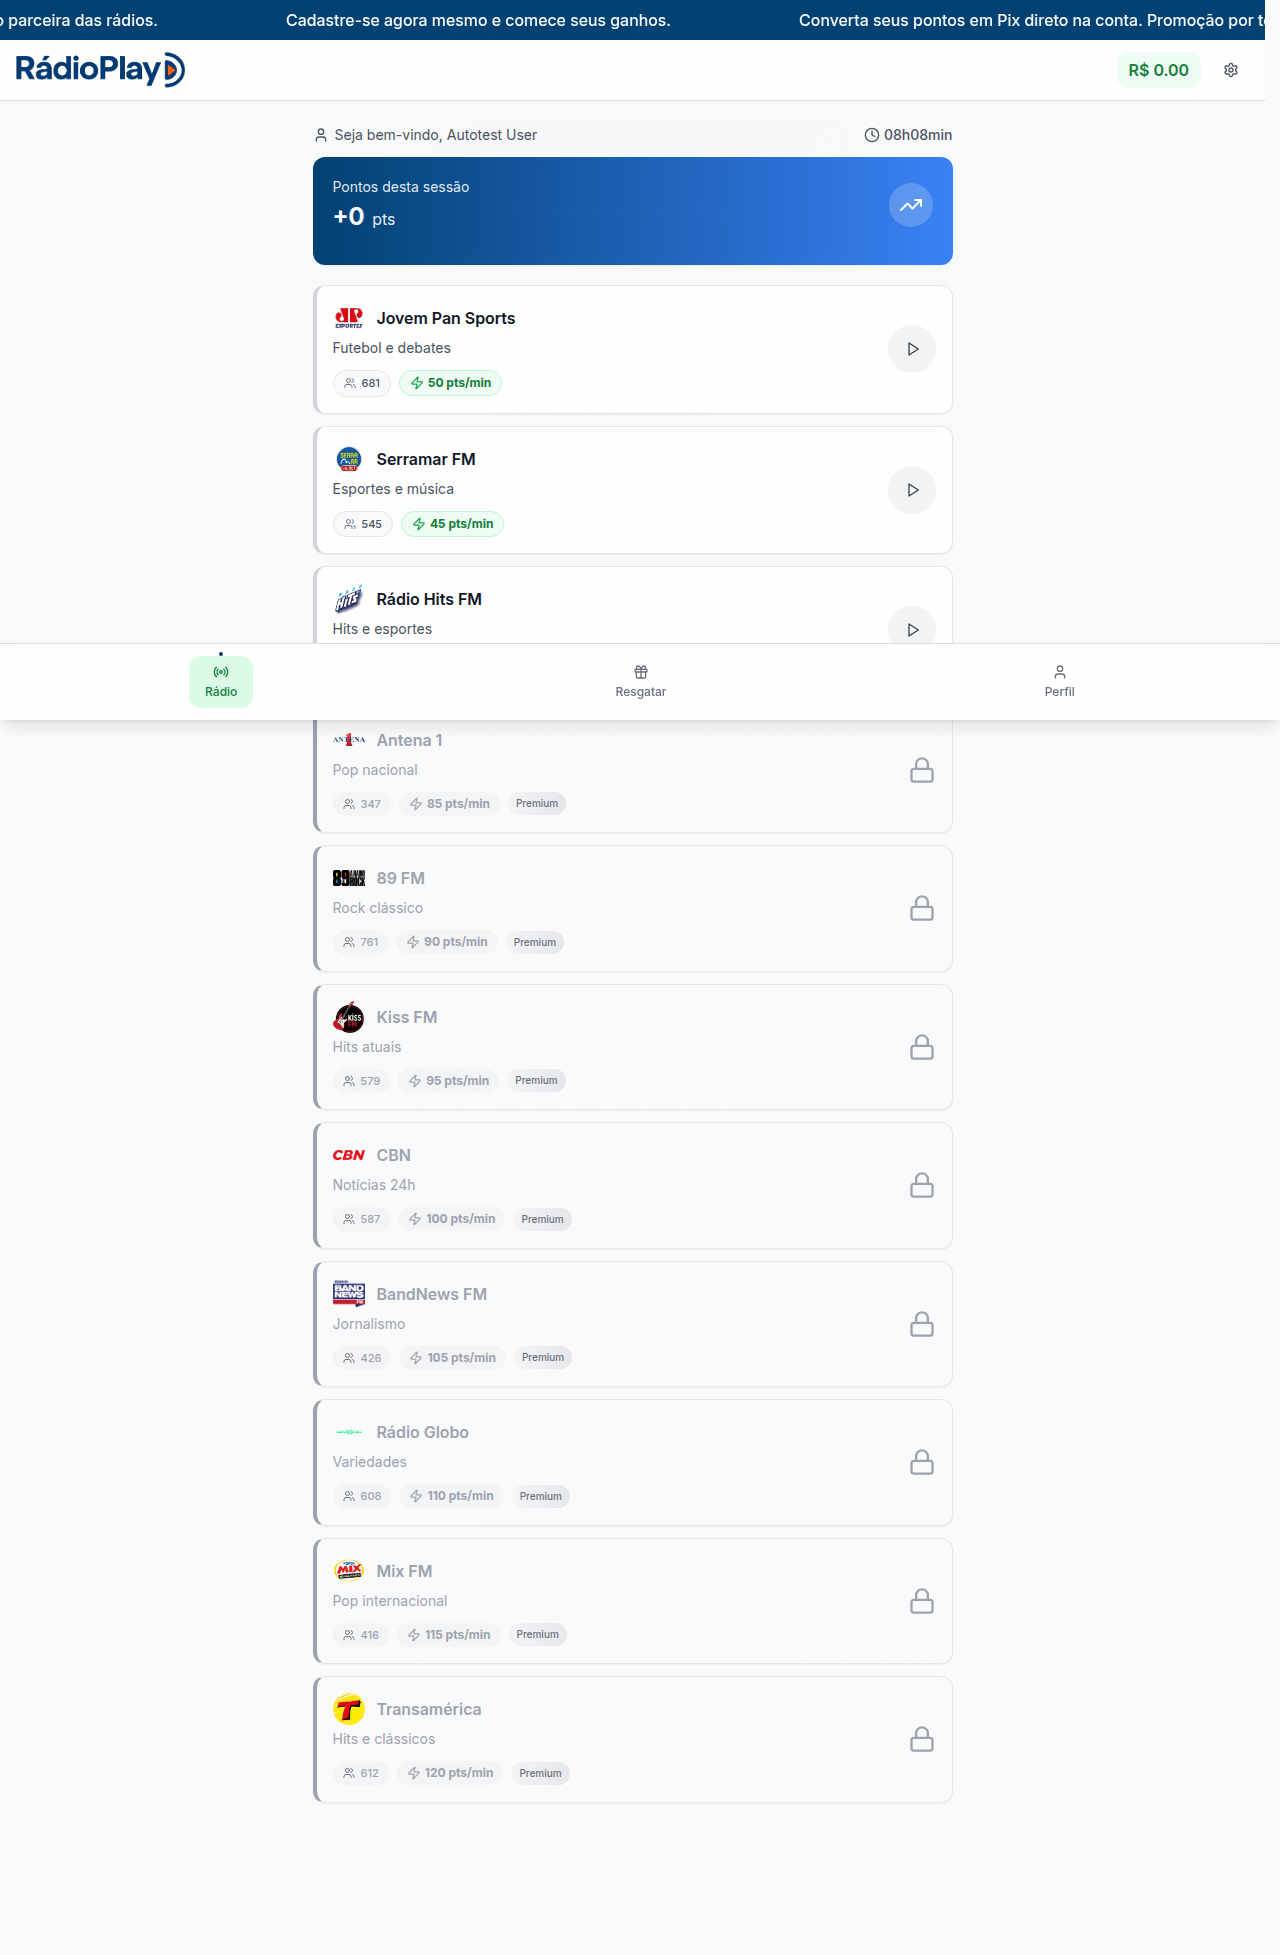 o parceira das rádios. Cadastre-se agora mesmo e comece seus ganhos. Converta seus pontos em Pix direto na conta. Promoção por
RádioPlay
R$ 0.00
Seja bem-vindo, Autotest User
08h08min
Pontos desta sessão
+0 pts
Jovem Pan Sports
Futebol e debates
681
50 pts/min
Serramar FM
Esportes e música
545
45 pts/min
Rádio Hits FM
Hits e esportes
Rádio
Resgatar
Perfil
Antena 1
Pop nacional
347
85 pts/min
Premium
89 FM
Rock clássico
761
90 pts/min
Premium
Kiss FM
Hits atuais
579
95 pts/min
Premium
CBN
CBN
Notícias 24h
587
100 pts/min
Premium
BandNews FM
Jornalismo
426
105 pts/min
Premium
Rádio Globo
Variedades
608
110 pts/min
Premium
Mix FM
Pop internacional
416
115 pts/min
Premium
Transamérica
Hits e clássicos
612
120 pts/min
Premium